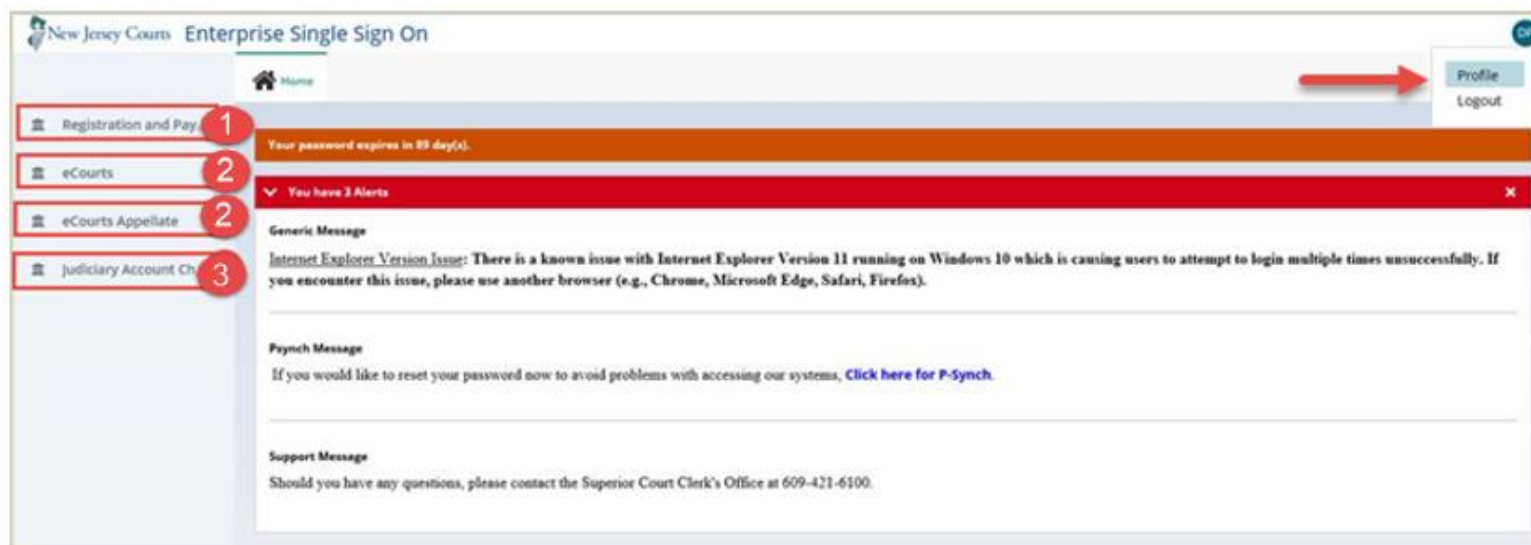 New Jersey Courts Enterprise Single Sign On
Home
Profile
Logout
Registration and Pay
1
eCourts
2
eCourts Appellate
2
Judiciary Account Ch
3
Your password expires in 89 day(s).
You have 3 Alerts
Generic Message
Internet Explorer Version Issue: There is a known issue with Internet Explorer Version 11 running on Windows 10 which is causing users to attempt to login multiple times unsuccessfully. If
you encounter this issue, please use another browser (e.g., Chrome, Microsoft Edge, Safari, Firefox).
Psynch Message
If you would like to reset your password now to avoid problems with accessing our systems, Click here for P-Synch.
Support Message
Should you have any questions, please contact the Superior Court Clerk's Office at 609-421-6100.